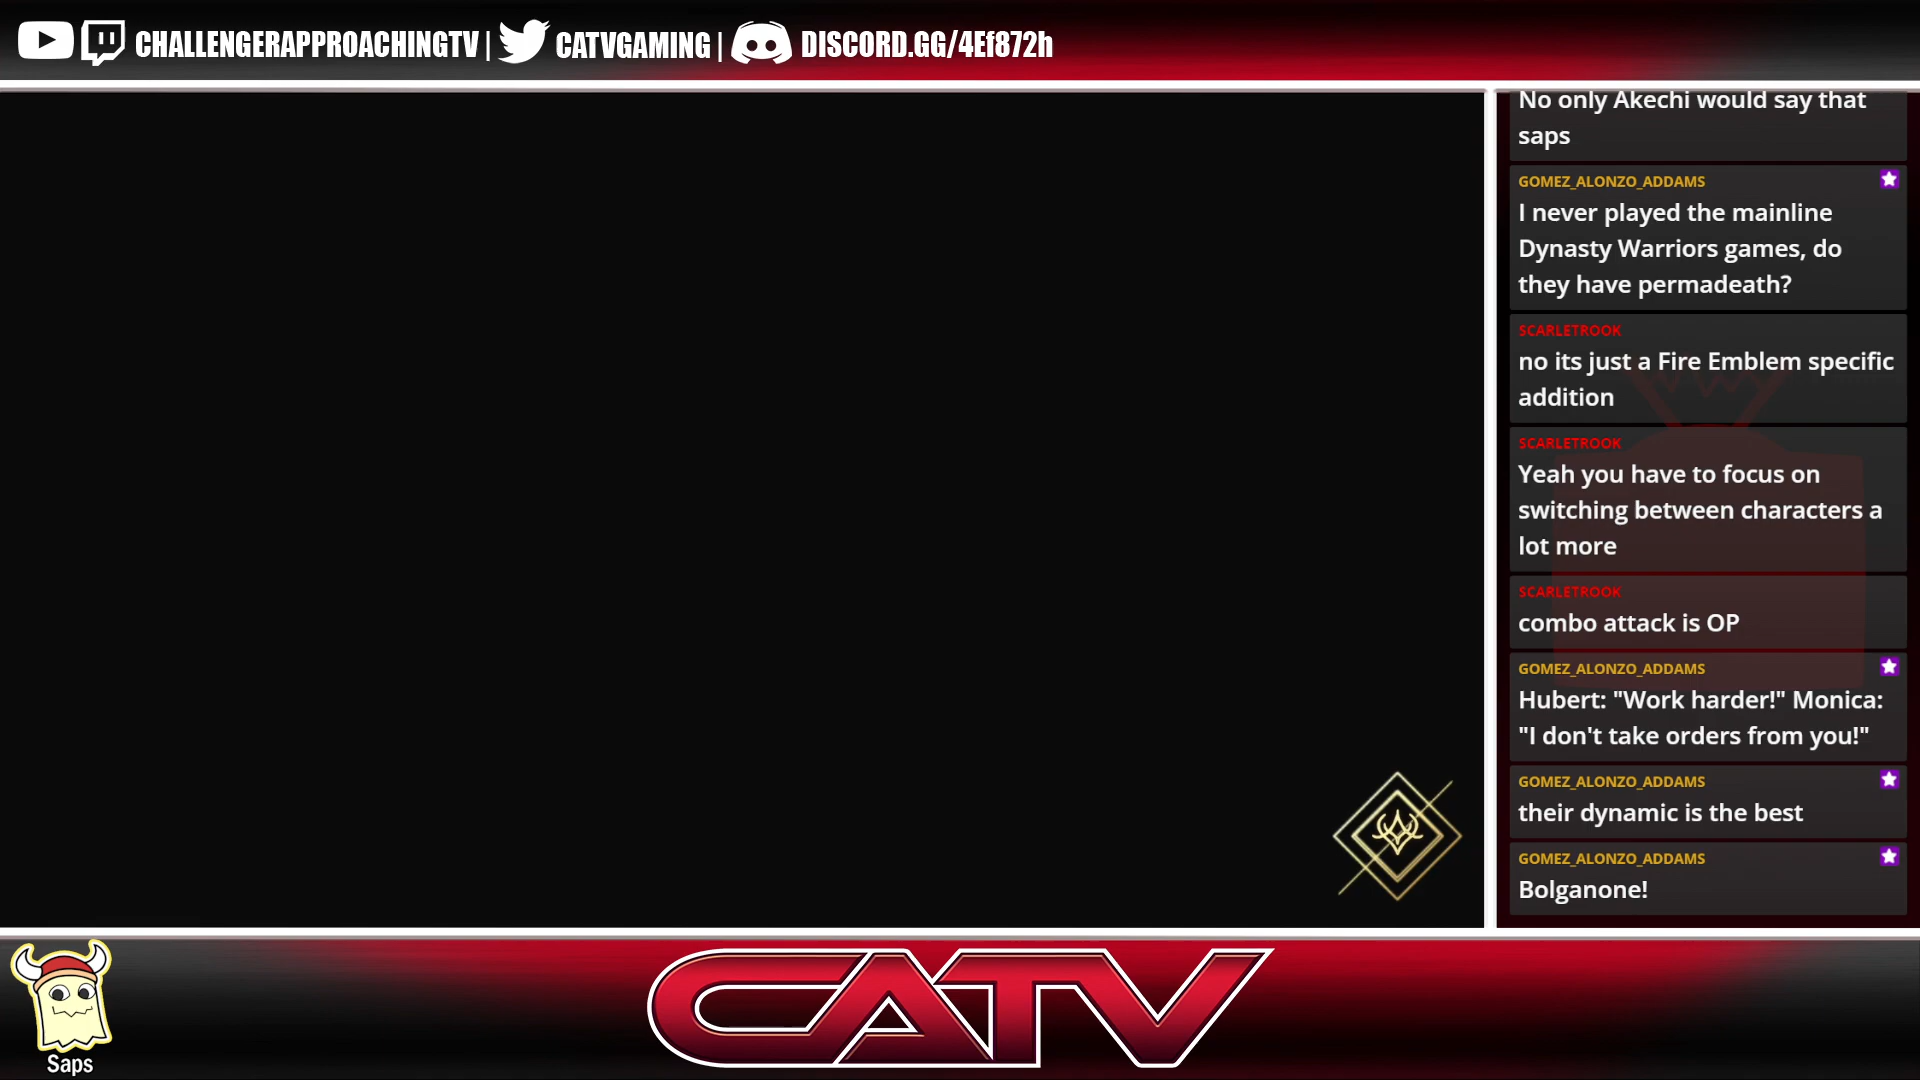 CHALLENGERAPPROACHINGTV | CATVGAMING | DISCORD.GG/4Ef872h
No only Akechi would say that
saps
GOMEZ_ALONZO_ADDAMS
I never played the mainline
Dynasty Warriors games, do
they have permadeath?
SCARLETROOK
no its just a Fire Emblem specific
addition
SCARLETROOK
Yeah you have to focus on
switching between characters a
lot more
SCARLETROOK
combo attack is OP
GOMEZ_ALONZO_ADDAMS
Hubert: "Work harder!" Monica:
"I don't take orders from you!"
GOMEZ_ALONZO_ADDAMS
their dynamic is the best
GOMEZ_ALONZO_ADDAMS
Bolganone!
Saps
CATV